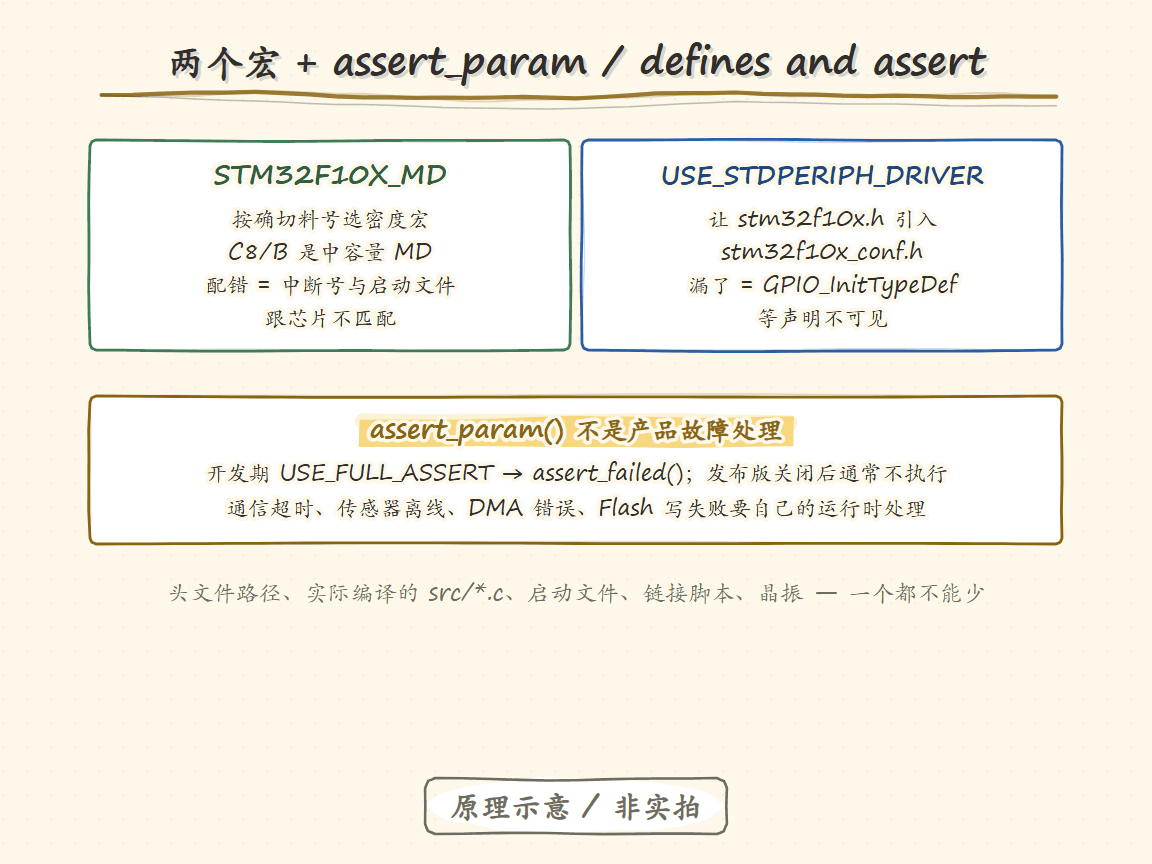 两个宏 + assert_param / defines and assert
STM32F10X_MD
按确切料号选密度宏
C8/B 是中容量 MD
配错 = 中断号与启动文件
跟芯片不匹配
USE_STDPERIPH_DRIVER
让 stm32f10x.h 引入
stm32f10x_conf.h
漏了 = GPIO_InitTypeDef
等声明不可见
assert_param() 不是产品故障处理
开发期 USE_FULL_ASSERT → assert_failed()；发布版关闭后通常不执行
通信超时、传感器离线、DMA 错误、Flash 写失败要自己的运行时处理
头文件路径、实际编译的 src/*.c、启动文件、链接脚本、晶振 — 一个都不能少
原理示意 / 非实拍